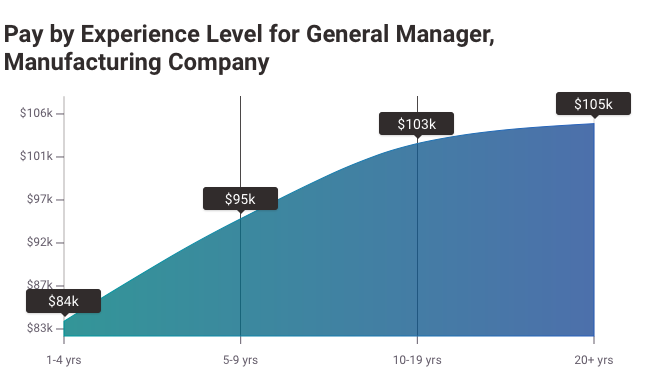 Pay by Experience Level for General Manager,
Manufacturing Company
$106k
$101k
$97k
$92k
$87k
$83k
$84k
$95k
$103k
$105k
1-4 yrs
5-9 yrs
10-19 yrs
20+ yrs